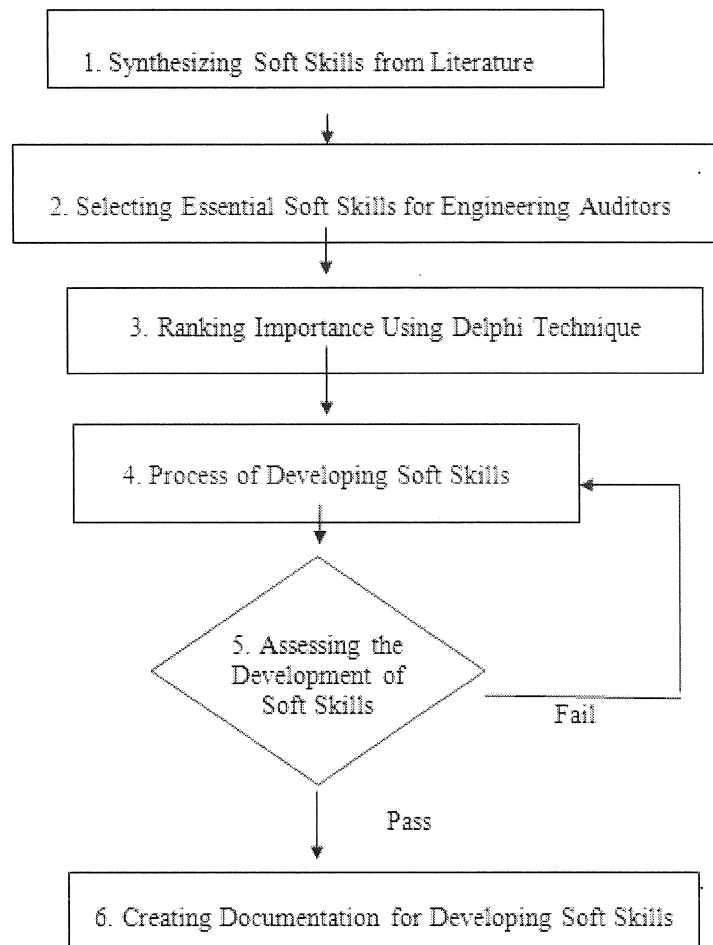 1. Synthesizing Soft Skills from Literature
2. Selecting Essential Soft Skills for Engineering Auditors
3. Ranking Importance Using Delphi Technique
4. Process of Developing Soft Skills
5. Assessing the
Development of
Soft Skills
Fail
Pass
6. Creating Documentation for Developing Soft Skills